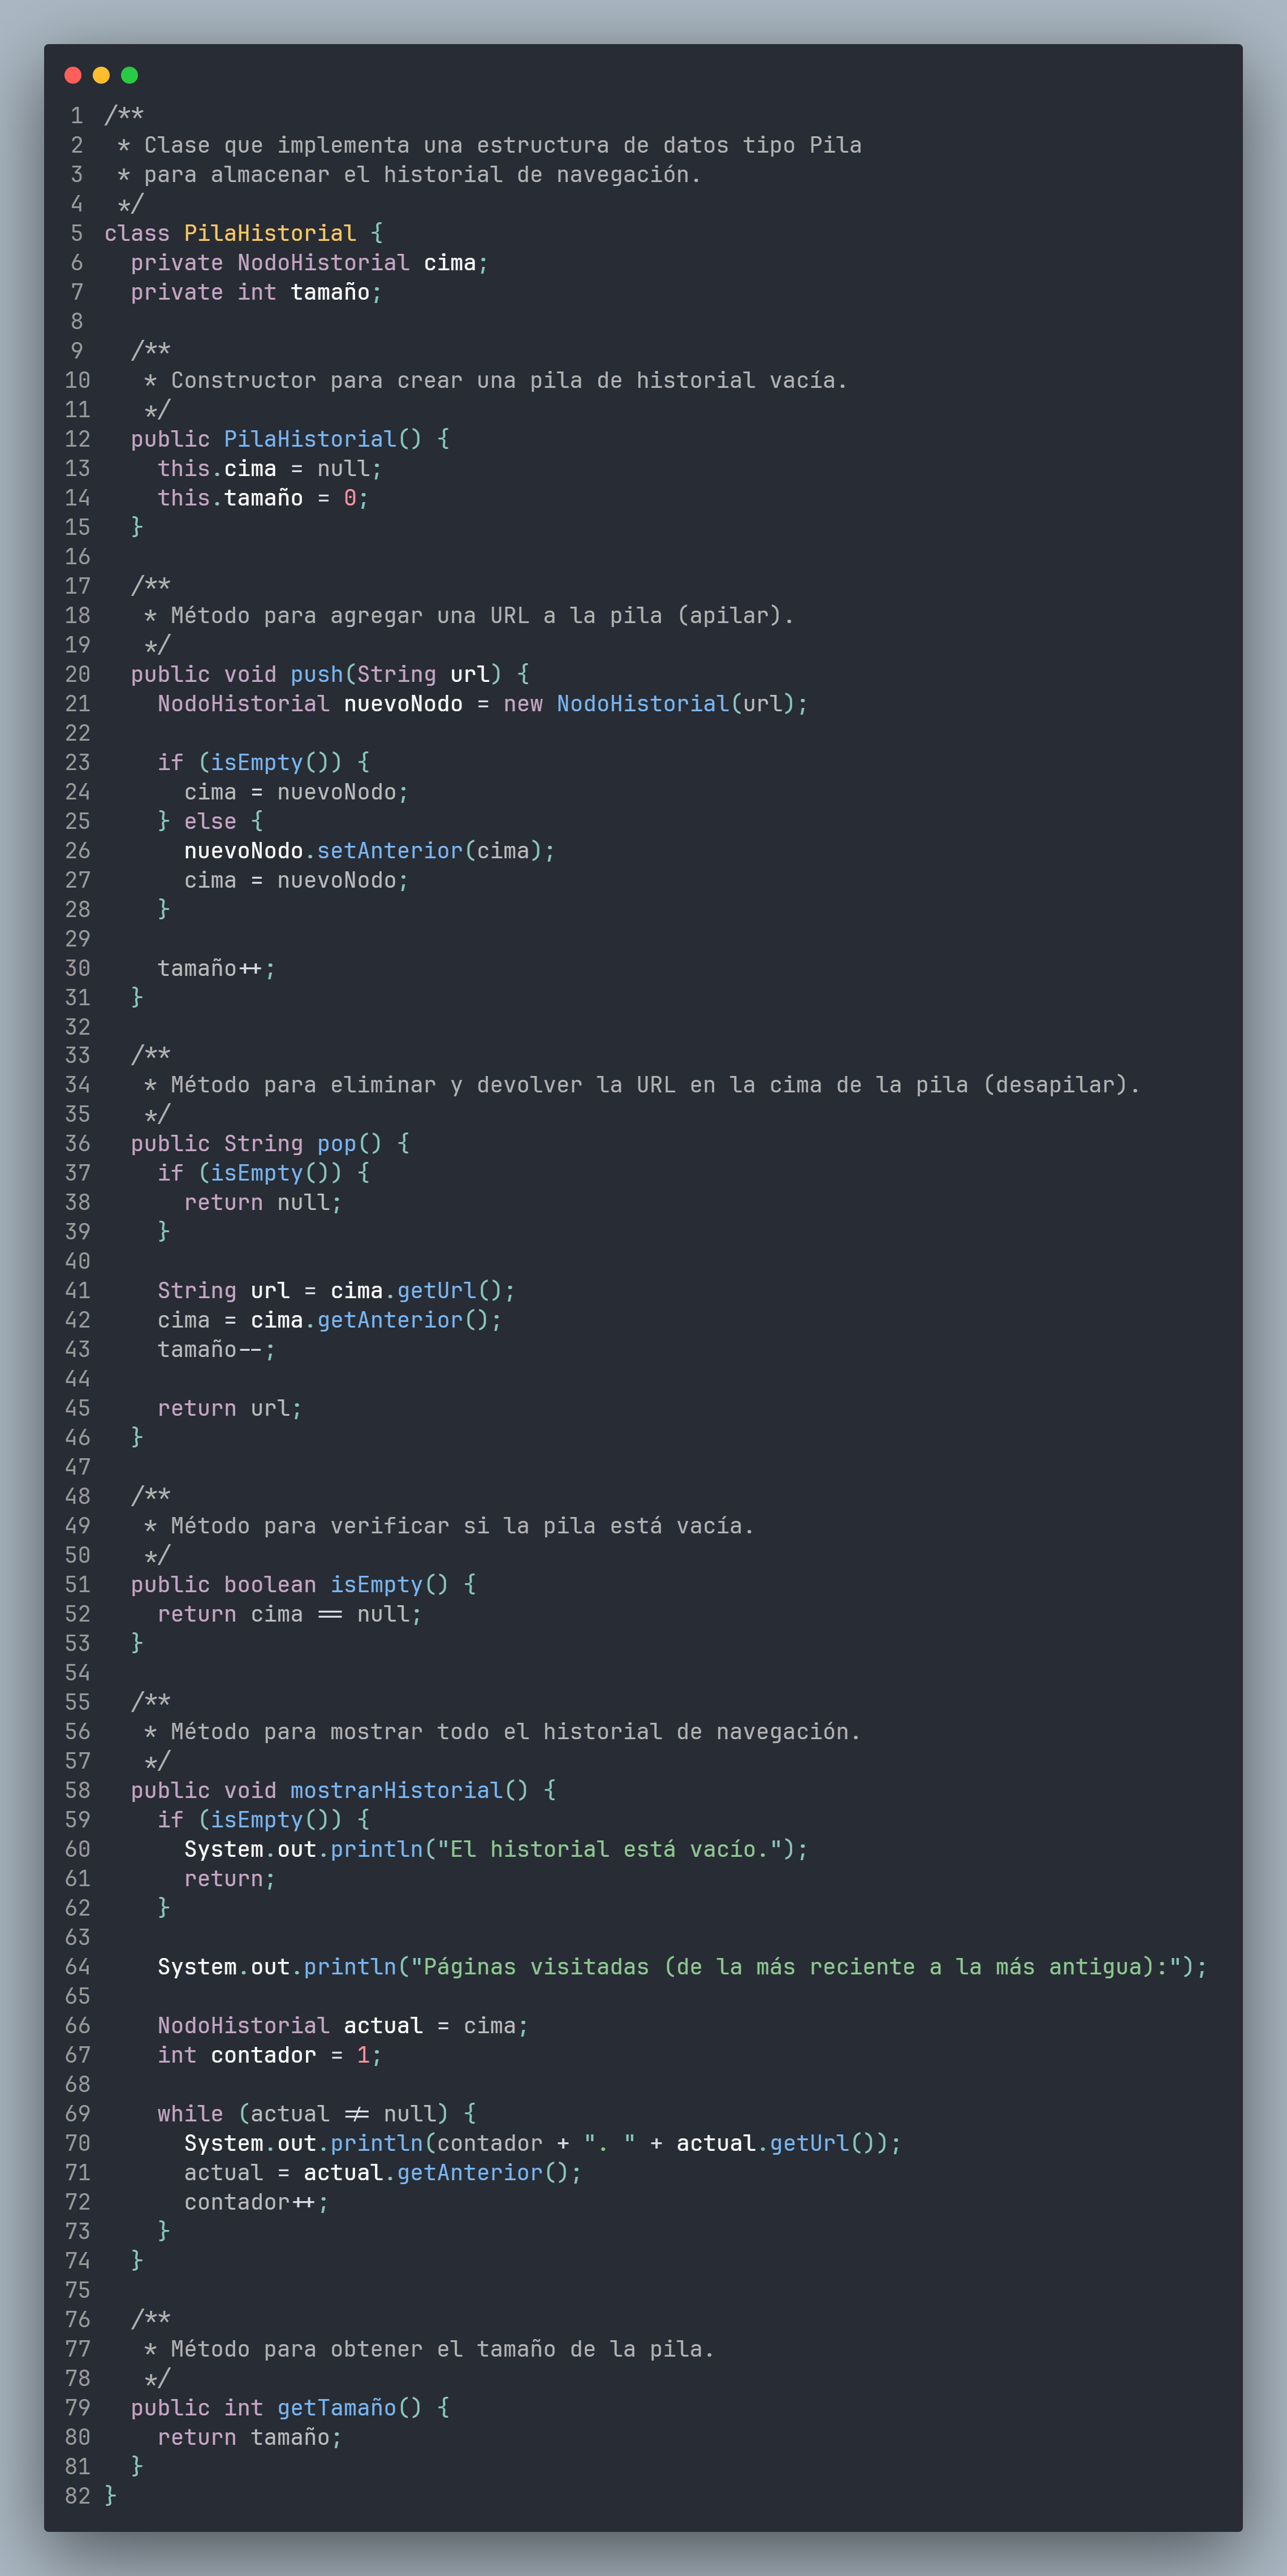 1 /**
2  * Clase que implementa una estructura de datos tipo Pila
3  * para almacenar el historial de navegación.
4  */
5 class PilaHistorial {
6   private NodoHistorial cima;
7   private int tamaño;
8
9   /**
10    * Constructor para crear una pila de historial vacía.
11    */
12   public PilaHistorial() {
13     this.cima = null;
14     this.tamaño = 0;
15   }
16
17   /**
18    * Método para agregar una URL a la pila (apilar).
19    */
20   public void push(String url) {
21     NodoHistorial nuevoNodo = new NodoHistorial(url);
22
23     if (isEmpty()) {
24       cima = nuevoNodo;
25     } else {
26       nuevoNodo.setAnterior(cima);
27       cima = nuevoNodo;
28     }
29
30     tamaño++;
31   }
32
33   /**
34    * Método para eliminar y devolver la URL en la cima de la pila (desapilar).
35    */
36   public String pop() {
37     if (isEmpty()) {
38       return null;
39     }
40
41     String url = cima.getUrl();
42     cima = cima.getAnterior();
43     tamaño--;
44
45     return url;
46   }
47
48   /**
49    * Método para verificar si la pila está vacía.
50    */
51   public boolean isEmpty() {
52     return cima == null;
53   }
54
55   /**
56    * Método para mostrar todo el historial de navegación.
57    */
58   public void mostrarHistorial() {
59     if (isEmpty()) {
60       System.out.println("El historial está vacío.");
61       return;
62     }
63
64     System.out.println("Páginas visitadas (de la más reciente a la más antigua):");
65
66     NodoHistorial actual = cima;
67     int contador = 1;
68
69     while (actual != null) {
70       System.out.println(contador + ". " + actual.getUrl());
71       actual = actual.getAnterior();
72       contador++;
73     }
74   }
75
76   /**
77    * Método para obtener el tamaño de la pila.
78    */
79   public int getTamaño() {
80     return tamaño;
81   }
82 }